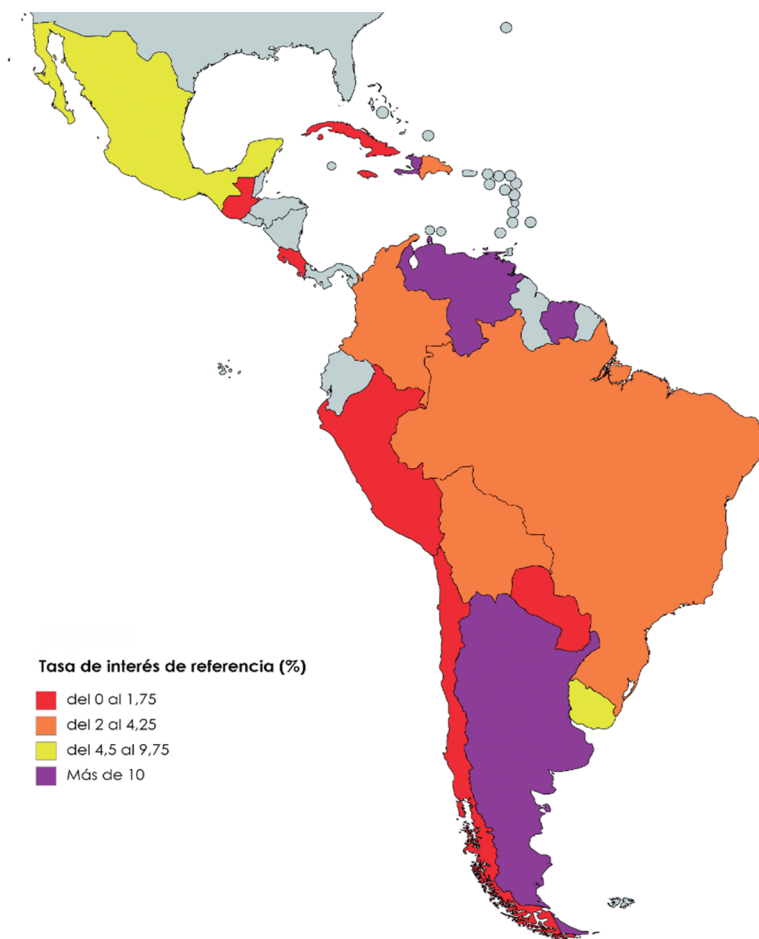 Tasa de interés de referencia (%)
del 0 al 1,75
del 2 al 4,25
del 4,5 al 9,75
Más de 10